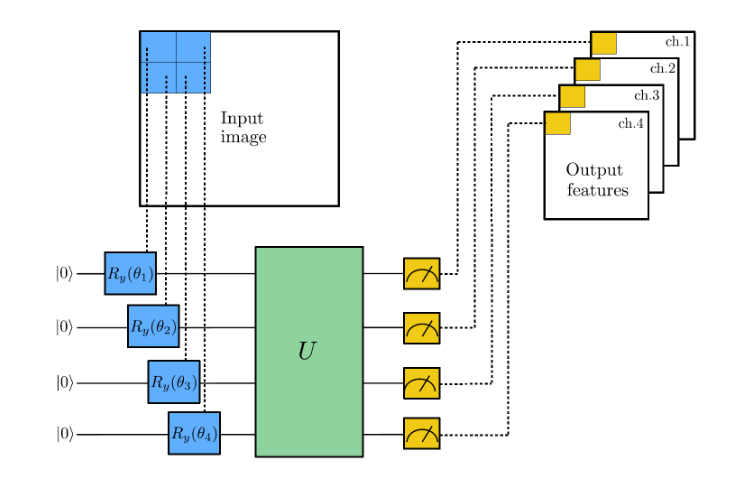 ch.1
ch.2
ch.3
ch.4
Input
image
Output
features
|0⟩ R_y(θ_1)
|0⟩ R_y(θ_2)
U
|0⟩ R_y(θ_3)
|0⟩ R_y(θ_4)